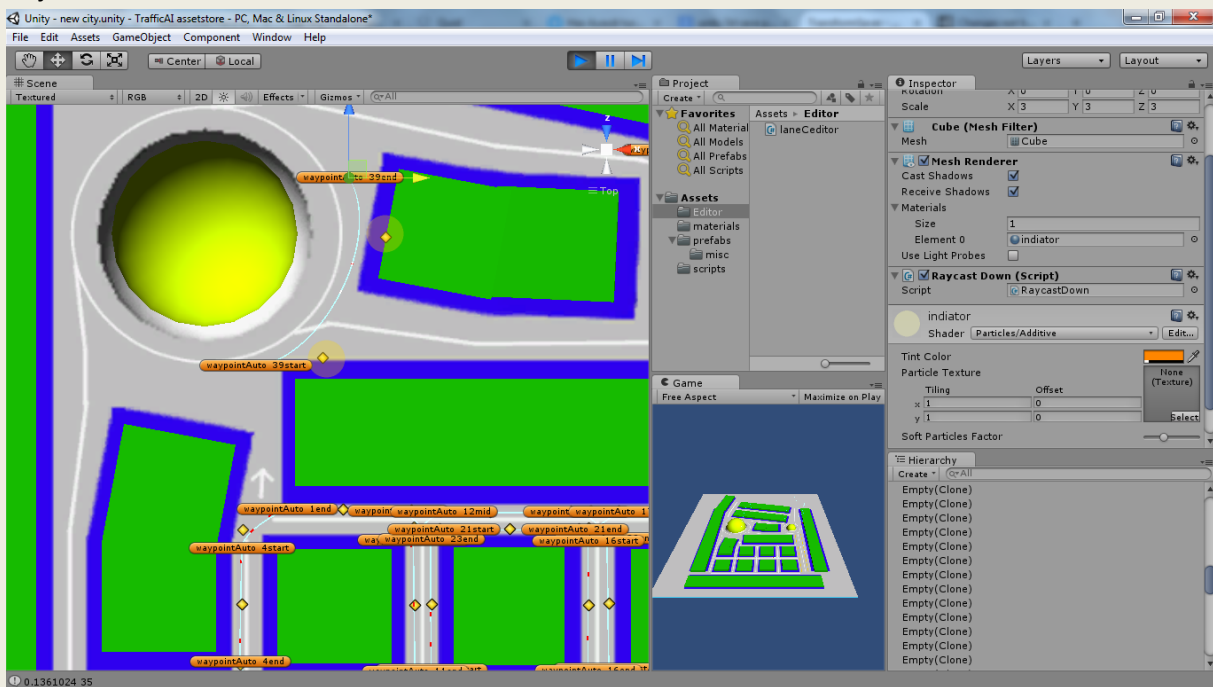 Unity - new city.unity - TrafficAI assetstore - PC, Mac & Linux Standalone*
File Edit Assets GameObject Component Window Help
Center Local
Layers Layout
Scene
Textured RGB 2D Effects Gizmos All
z
x
Top
waypointAuto 39end
waypointAuto 39start
waypointAuto 1end
waypointAuto 12mid
waypointAuto 21start
waypointAuto 21end
waypointAuto 4start
waypointAuto 23end
waypointAuto 16start
waypointAuto 4end
Project
Create
Favorites
All Material
All Models
All Prefabs
All Scripts
Assets
Editor
materials
prefabs
misc
scripts
Assets ▸ Editor
laneCeditor
Game
Free Aspect Maximize on Play
Inspector
Rotation X 0 Y 0 Z 0
Scale X 3 Y 3 Z 3
Cube (Mesh Filter)
Mesh Cube
Mesh Renderer
Cast Shadows
Receive Shadows
Materials
Size 1
Element 0 indiator
Use Light Probes
Raycast Down (Script)
Script RaycastDown
indiator
Shader Particles/Additive Edit...
Tint Color
Particle Texture
None
(Texture)
Tiling Offset
x 1 0
y 1 0
Select
Soft Particles Factor
Hierarchy
Create All
Empty(Clone)
Empty(Clone)
Empty(Clone)
Empty(Clone)
Empty(Clone)
Empty(Clone)
Empty(Clone)
Empty(Clone)
Empty(Clone)
Empty(Clone)
Empty(Clone)
Empty(Clone)
Empty(Clone)
0.1361024 35